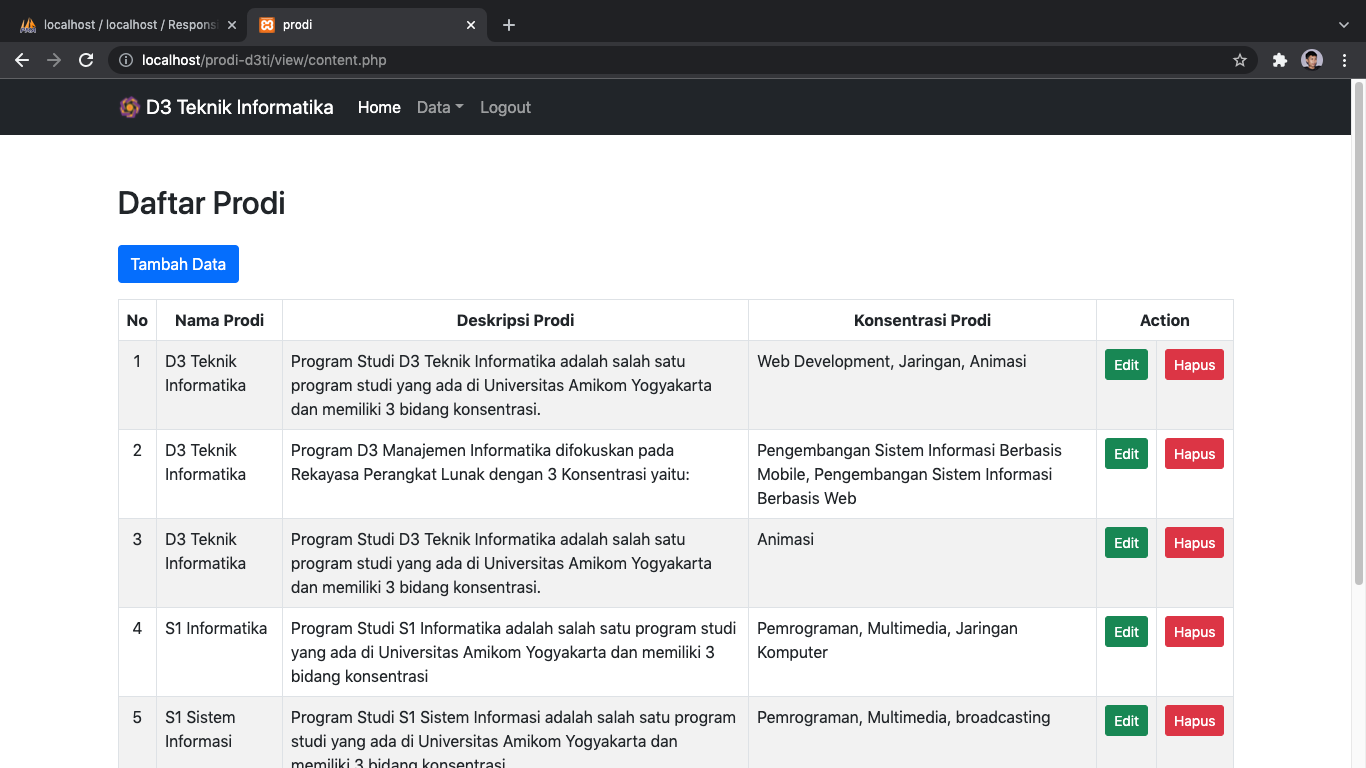 localhost / localhost / Respons
prodi
localhost/prodi-d3ti/view/content.php
D3 Teknik Informatika Home Data Logout
Daftar Prodi
Tambah Data
No Nama Prodi Deskripsi Prodi Konsentrasi Prodi Action
1 D3 Teknik Program Studi D3 Teknik Informatika adalah salah satu Web Development, Jaringan, Animasi Edit Hapus
Informatika program studi yang ada di Universitas Amikom Yogyakarta
dan memiliki 3 bidang konsentrasi.
2 D3 Teknik Program D3 Manajemen Informatika difokuskan pada Pengembangan Sistem Informasi Berbasis Edit Hapus
Informatika Rekayasa Perangkat Lunak dengan 3 Konsentrasi yaitu: Mobile, Pengembangan Sistem Informasi
Berbasis Web
3 D3 Teknik Program Studi D3 Teknik Informatika adalah salah satu Animasi Edit Hapus
Informatika program studi yang ada di Universitas Amikom Yogyakarta
dan memiliki 3 bidang konsentrasi.
4 S1 Informatika Program Studi S1 Informatika adalah salah satu program studi Pemrograman, Multimedia, Jaringan Edit Hapus
yang ada di Universitas Amikom Yogyakarta dan memiliki 3 Komputer
bidang konsentrasi
5 S1 Sistem Program Studi S1 Sistem Informasi adalah salah satu program Pemrograman, Multimedia, broadcasting Edit Hapus
Informasi studi yang ada di Universitas Amikom Yogyakarta dan
memiliki 3 bidang konsentrasi